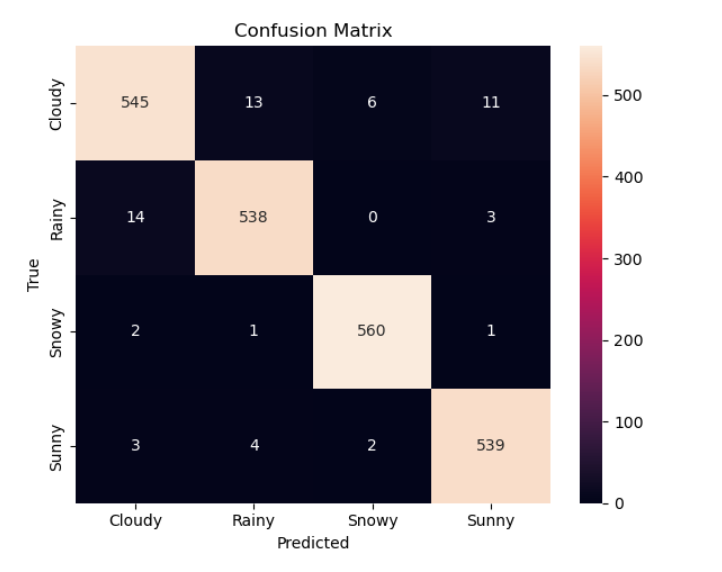 Confusion Matrix
True
Cloudy 545 13 6 11
Rainy 14 538 0 3
Snowy 2 1 560 1
Sunny 3 4 2 539
Cloudy Rainy Snowy Sunny
Predicted
500
400
300
200
100
0